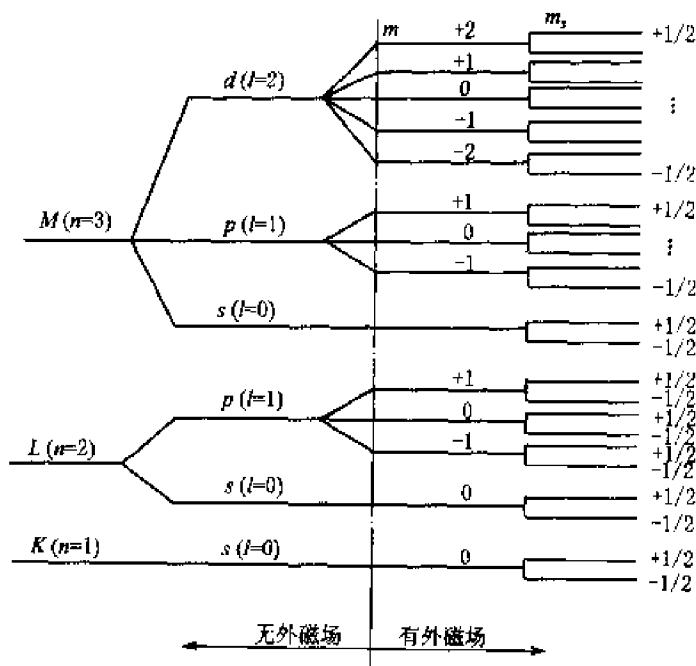 m +2 m_s +1/2
+1
d (l=2) 0 ⋮
-1
-2 -1/2
+1 +1/2
M (n=3) p (l=1) 0 ⋮
-1 -1/2
s (l=0) +1/2
-1/2
+1 +1/2
p (l=1) -1/2
0 +1/2
-1/2
-1 +1/2
L (n=2) -1/2
s (l=0) 0 +1/2
-1/2
K (n=1) s (l=0) 0 +1/2
-1/2
无外磁场 有外磁场